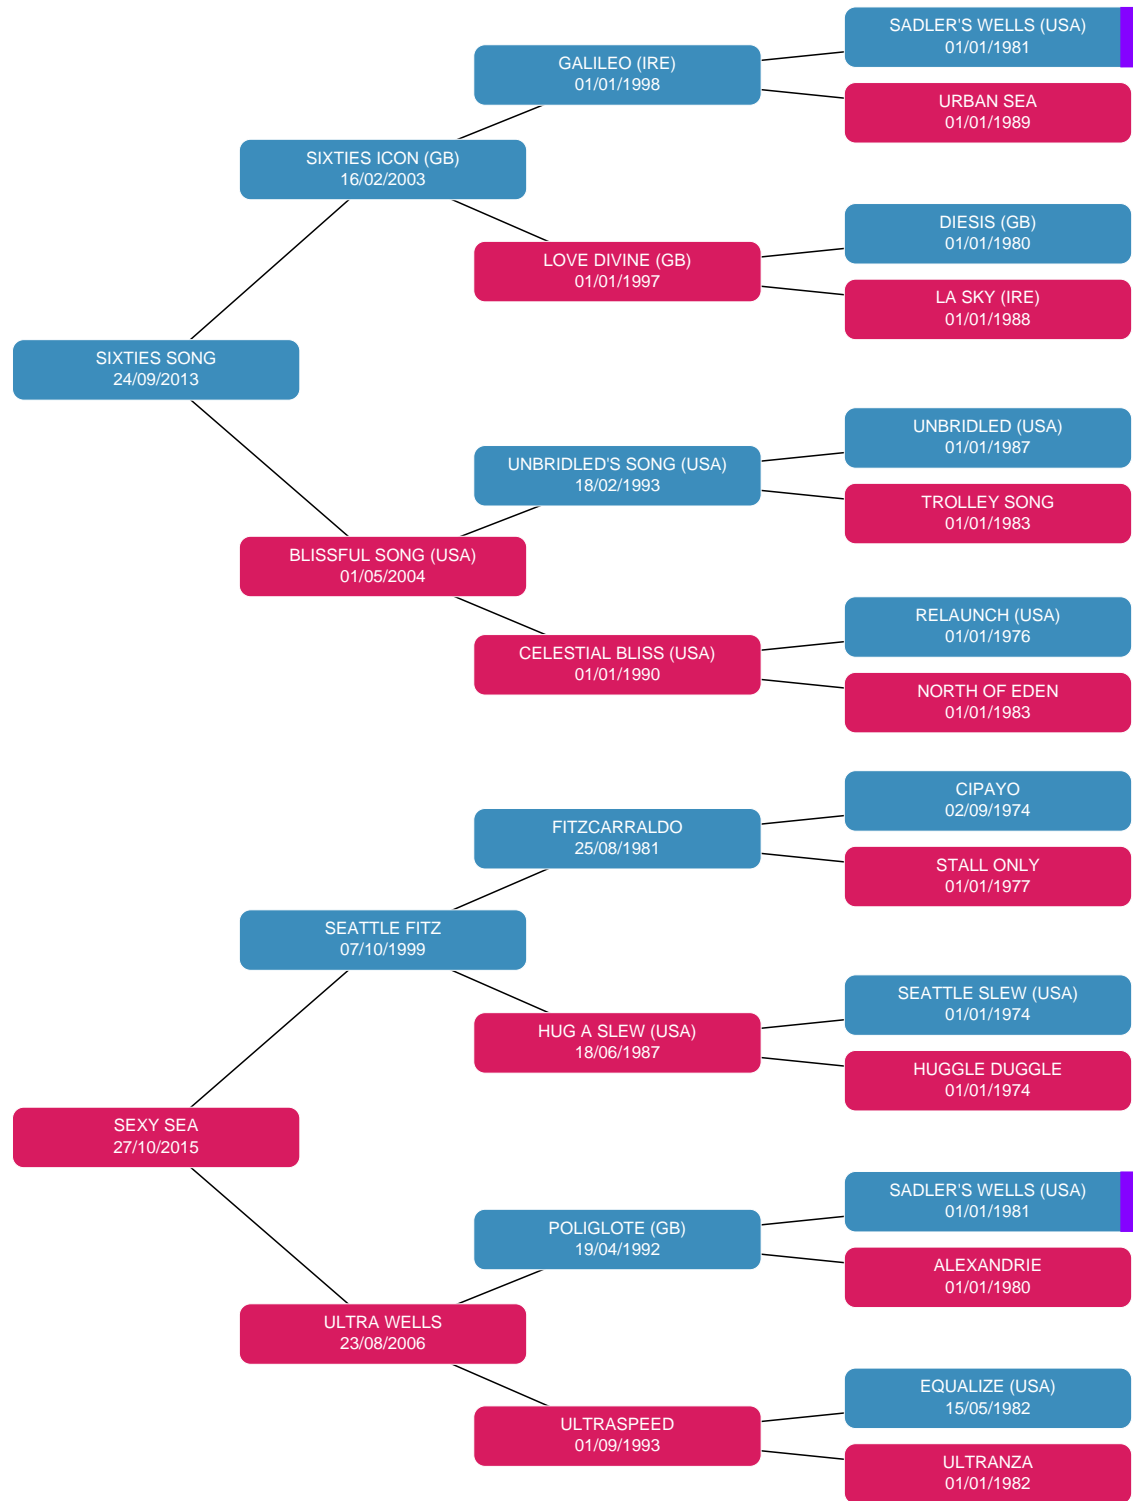 SADLER'S WELLS (USA)
01/01/1981
GALILEO (IRE)
01/01/1998
URBAN SEA
01/01/1989
SIXTIES ICON (GB)
16/02/2003
DIESIS (GB)
01/01/1980
LOVE DIVINE (GB)
01/01/1997
LA SKY (IRE)
01/01/1988
SIXTIES SONG
24/09/2013
UNBRIDLED (USA)
01/01/1987
UNBRIDLED'S SONG (USA)
18/02/1993
TROLLEY SONG
01/01/1983
BLISSFUL SONG (USA)
01/05/2004
RELAUNCH (USA)
01/01/1976
CELESTIAL BLISS (USA)
01/01/1990
NORTH OF EDEN
01/01/1983
CIPAYO
02/09/1974
FITZCARRALDO
25/08/1981
STALL ONLY
01/01/1977
SEATTLE FITZ
07/10/1999
SEATTLE SLEW (USA)
01/01/1974
HUG A SLEW (USA)
18/06/1987
HUGGLE DUGGLE
01/01/1974
SEXY SEA
27/10/2015
SADLER'S WELLS (USA)
01/01/1981
POLIGLOTE (GB)
19/04/1992
ALEXANDRIE
01/01/1980
ULTRA WELLS
23/08/2006
EQUALIZE (USA)
15/05/1982
ULTRASPEED
01/09/1993
ULTRANZA
01/01/1982